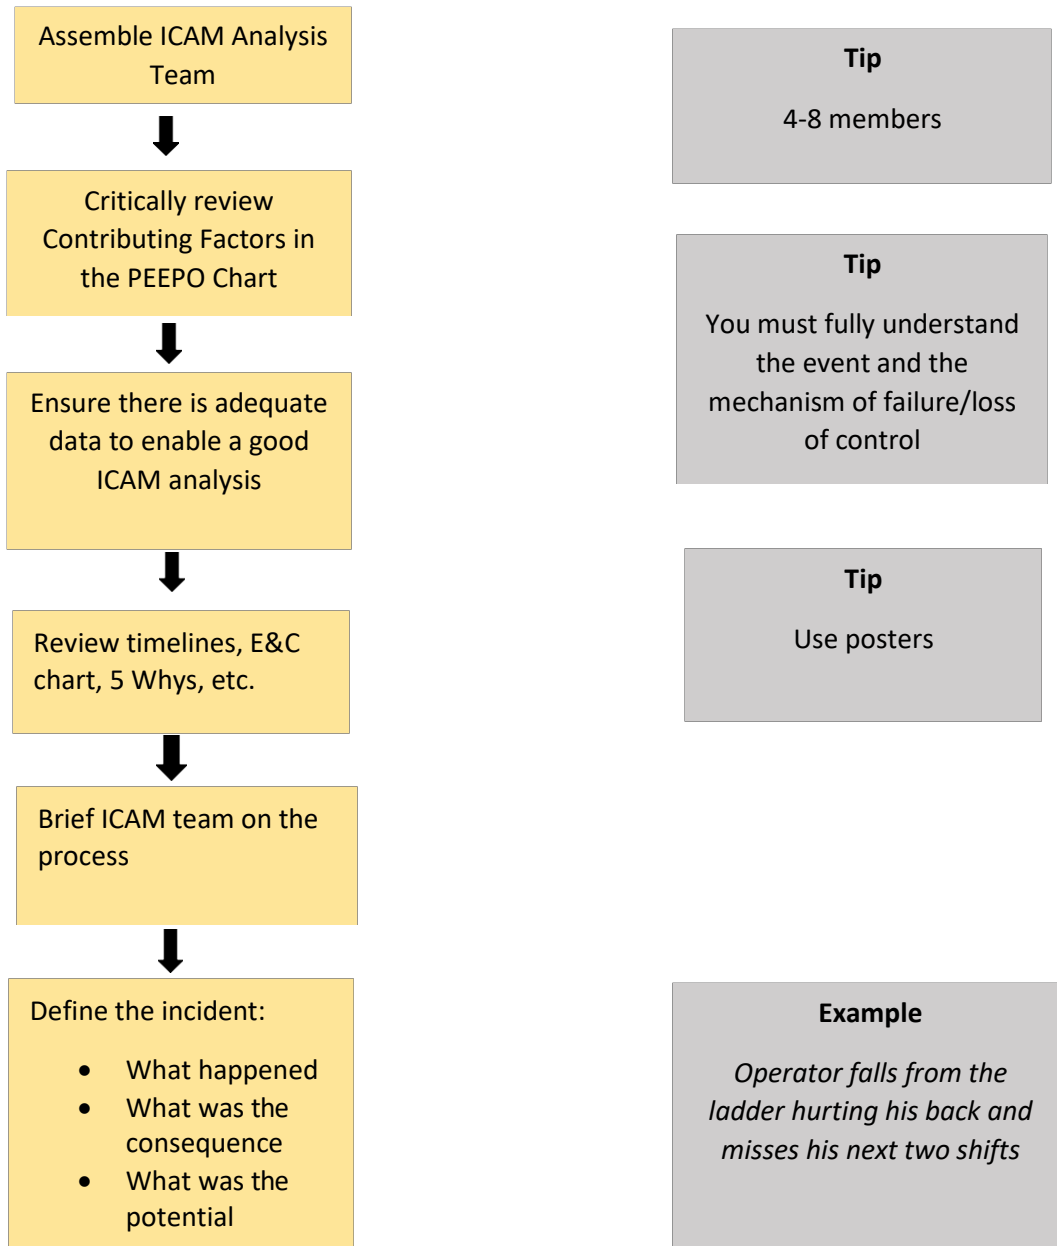 Assemble ICAM Analysis
Team
Tip
4-8 members
Critically review
Contributing Factors in
the PEEPO Chart
Tip
You must fully understand
the event and the
mechanism of failure/loss
of control
Ensure there is adequate
data to enable a good
ICAM analysis
Tip
Use posters
Review timelines, E&C
chart, 5 Whys, etc.
Brief ICAM team on the
process
Define the incident:
• What happened
• What was the
consequence
• What was the
potential
Example
Operator falls from the
ladder hurting his back and
misses his next two shifts